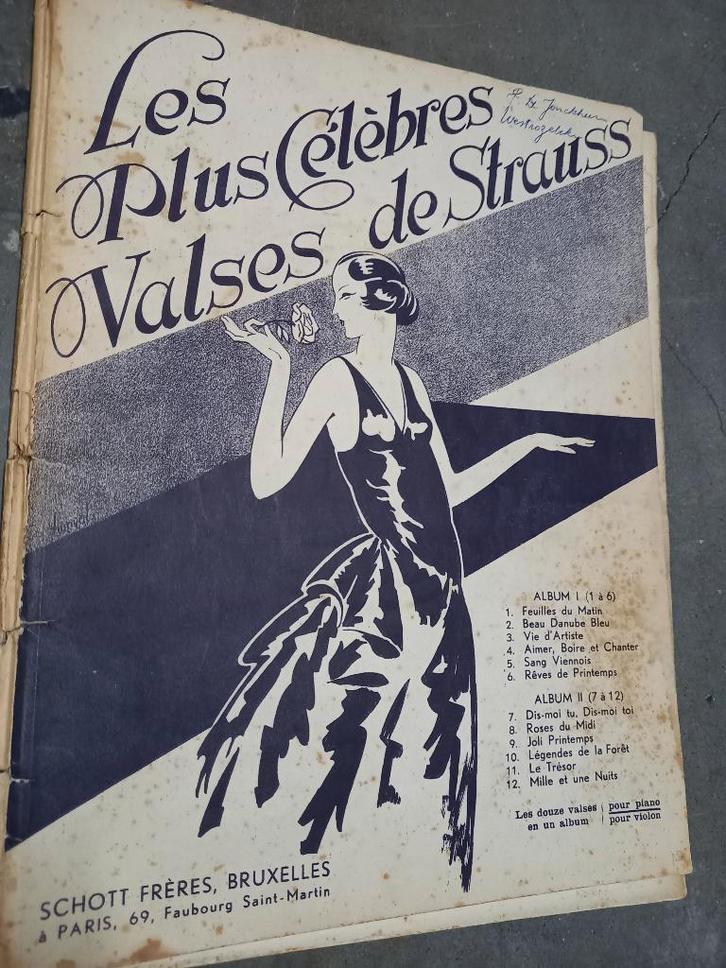 Les
Plus Célèbres
Valses de Strauss
De Jonckheere
ALBUM I (1 à 6)
1. Feuilles du Matin
2. Beau Danube Bleu
3. Vie d'Artiste
4. Aimer, Boire et Chanter
5. Sang Viennois
6. Rêves de Printemps
ALBUM II (7 à 12)
7. Dis-moi tu, Dis-moi toi
8. Roses du Midi
9. Joli Printemps
10. Légendes de la Forêt
11. Le Trésor
12. Mille et une Nuits
Les douze valses pour piano
en un album pour violon
SCHOTT FRÈRES, BRUXELLES
à PARIS, 69, Faubourg Saint-Martin